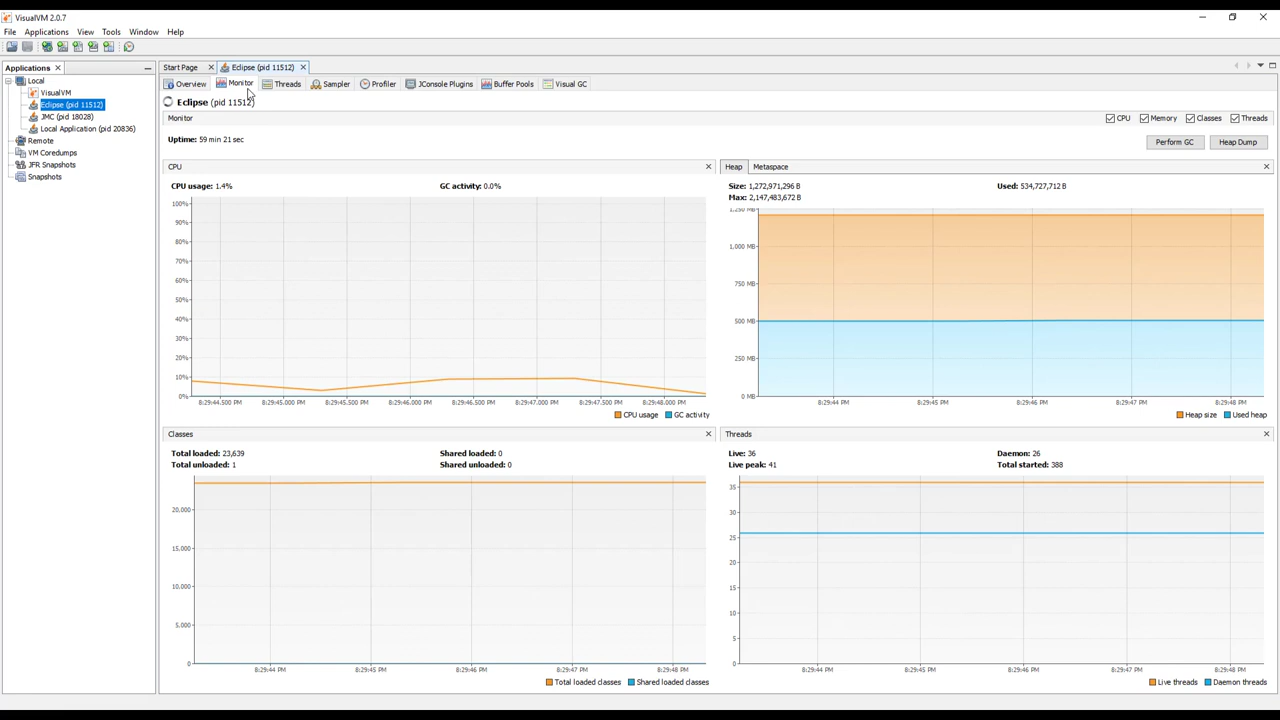 VisualVM 2.0.7
File Applications View Tools Window Help
Applications
Local
VisualVM
Eclipse (pid 11512)
JMC (pid 18028)
Local Application (pid 20836)
Remote
VM Coredumps
JFR Snapshots
Snapshots
Start Page Eclipse (pid 11512)
Overview Monitor Threads Sampler Profiler JConsole Plugins Buffer Pools Visual GC
Eclipse (pid 11512)
Monitor CPU Memory Classes Threads
Uptime: 59 min 21 sec Perform GC Heap Dump
CPU
CPU usage: 1.4% GC activity: 0.0%
100%
90%
80%
70%
60%
50%
40%
30%
20%
10%
0%
8:29:44.500 PM 8:29:45.000 PM 8:29:45.500 PM 8:29:46.000 PM 8:29:46.500 PM 8:29:47.000 PM 8:29:47.500 PM 8:29:48.000 PM
CPU usage GC activity
Heap Metaspace
Size: 1,272,971,296 B Used: 534,727,712 B
Max: 2,147,483,672 B
1,250 MB
1,000 MB
750 MB
500 MB
250 MB
0 MB
8:29:44 PM 8:29:45 PM 8:29:46 PM 8:29:47 PM 8:29:48 PM
Heap size Used heap
Classes
Total loaded: 23,639 Shared loaded: 0
Total unloaded: 1 Shared unloaded: 0
20,000
15,000
10,000
5,000
0
8:29:44 PM 8:29:45 PM 8:29:46 PM 8:29:47 PM 8:29:48 PM
Total loaded classes Shared loaded classes
Threads
Live: 36 Daemon: 26
Live peak: 41 Total started: 388
35
30
25
20
15
10
5
0
8:29:44 PM 8:29:45 PM 8:29:46 PM 8:29:47 PM 8:29:48 PM
Live threads Daemon threads